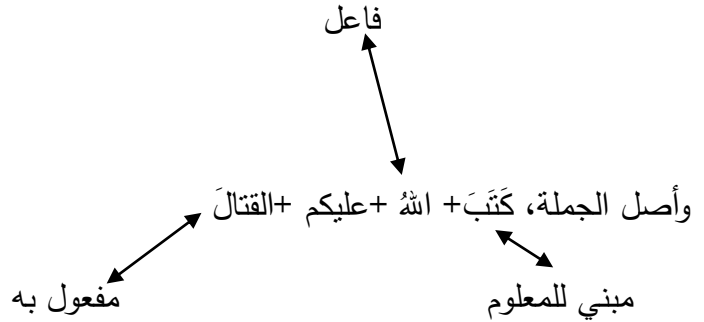 فاعل
وأصل الجملة، كَتَبَ+ اللهُ +عليكم +القتالَ
مبني للمعلوم
مفعول به